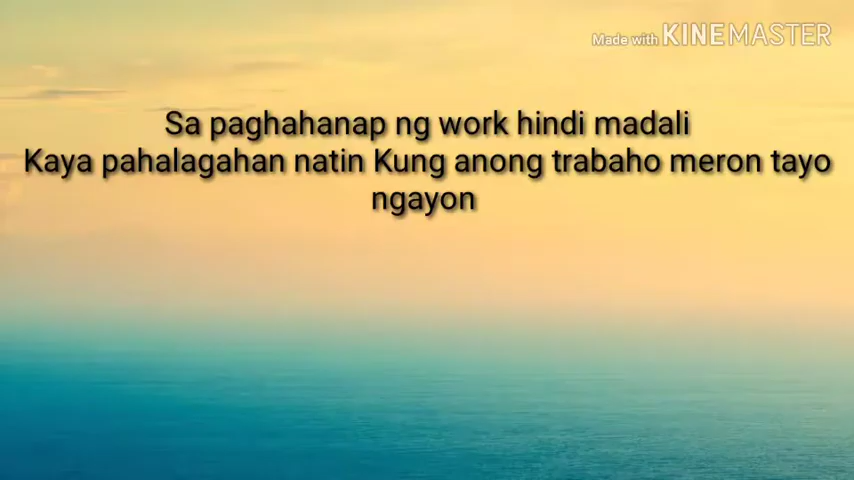 Made with KINEMASTER
Sa paghahanap ng work hindi madali
Kaya pahalagahan natin Kung anong trabaho meron tayo
ngayon